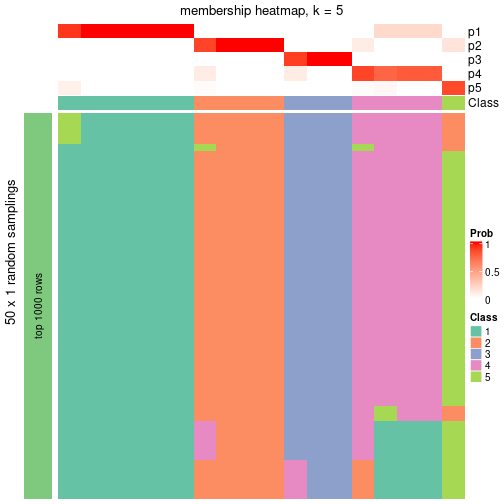 membership heatmap, k = 5
p1
p2
p3
p4
p5
Class
50 x 1 random samplings
top 1000 rows
Prob
1
0.5
0
Class
1
2
3
4
5